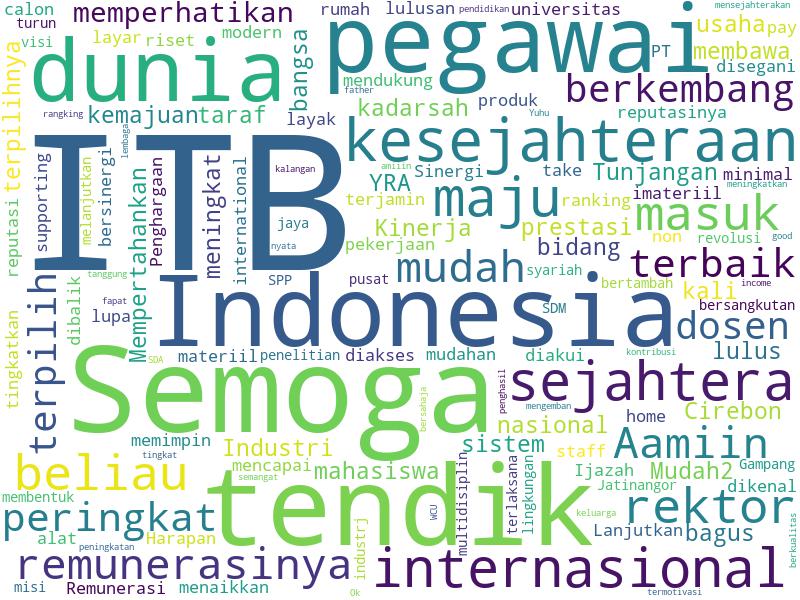 calon
turun
memperhatikan
rumah
lulusan
pendidikan
universitas
mensejahterakan
visi
layar
riset
modern
bangsa
pegawai
usaha
pay
PT
membawa
disegani
dunia
mendukung
father
berkembang
terpilihnya
rangking
kemajuan
taraf
layak
kadarsah
produk
Yuhu
reputasinya
lembaga
ITB
kesejahteraan
kalangan
supporting
melanjutkan
bersinergi
Mempertahankan
Penghargaan
meningkat
international
jaya
nyata
YRA
amiiin
Sinergi
take
Tunjangan
minimal
meningkatkan
terjamin
maju
ranking
imateriil
masuk
Kinerja
prestasi
pekerjaan
bidang
non
revolusi
good
reputasi
tanggung
SPP
pusat
mudah
syariah
terbaik
bertambah
kali
income
bersangkutan
dibalik
fapat
lupa
Indonesia
SDM
dosen
tingkatkan
terpilih
SDA
materiil
penelitian
diakses
mudahan
diakui
kontribusi
lulus
Semoga
bersahaja
penghasil
sejahtera
mengemban
nasional
home
Cirebon
memimpin
tingkat
Industri
sistem
staff
Aamiin
beliau
mencapai
semangat
mahasiswa
Ijazah
Mudah2
Gampang
Jatinangor
dikenal
membentuk
tendik
WCU
multidisipliin
terlaksana
lingkungan
keluarga
rektor
peringkat
alat
Harapan
Lanjutkan
bagus
berkualitas
peningkatan
industrj
remunerasinya
internasional
misi
Remunerasi
menaikkan
Ok
termotivasi